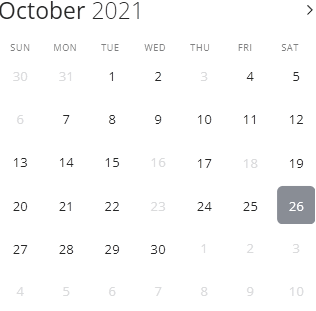 October 2021
SUN MON TUE WED THU FRI SAT
30 31 1 2 3 4 5
6 7 8 9 10 11 12
13 14 15 16 17 18 19
20 21 22 23 24 25 26
27 28 29 30 1 2 3
4 5 6 7 8 9 10